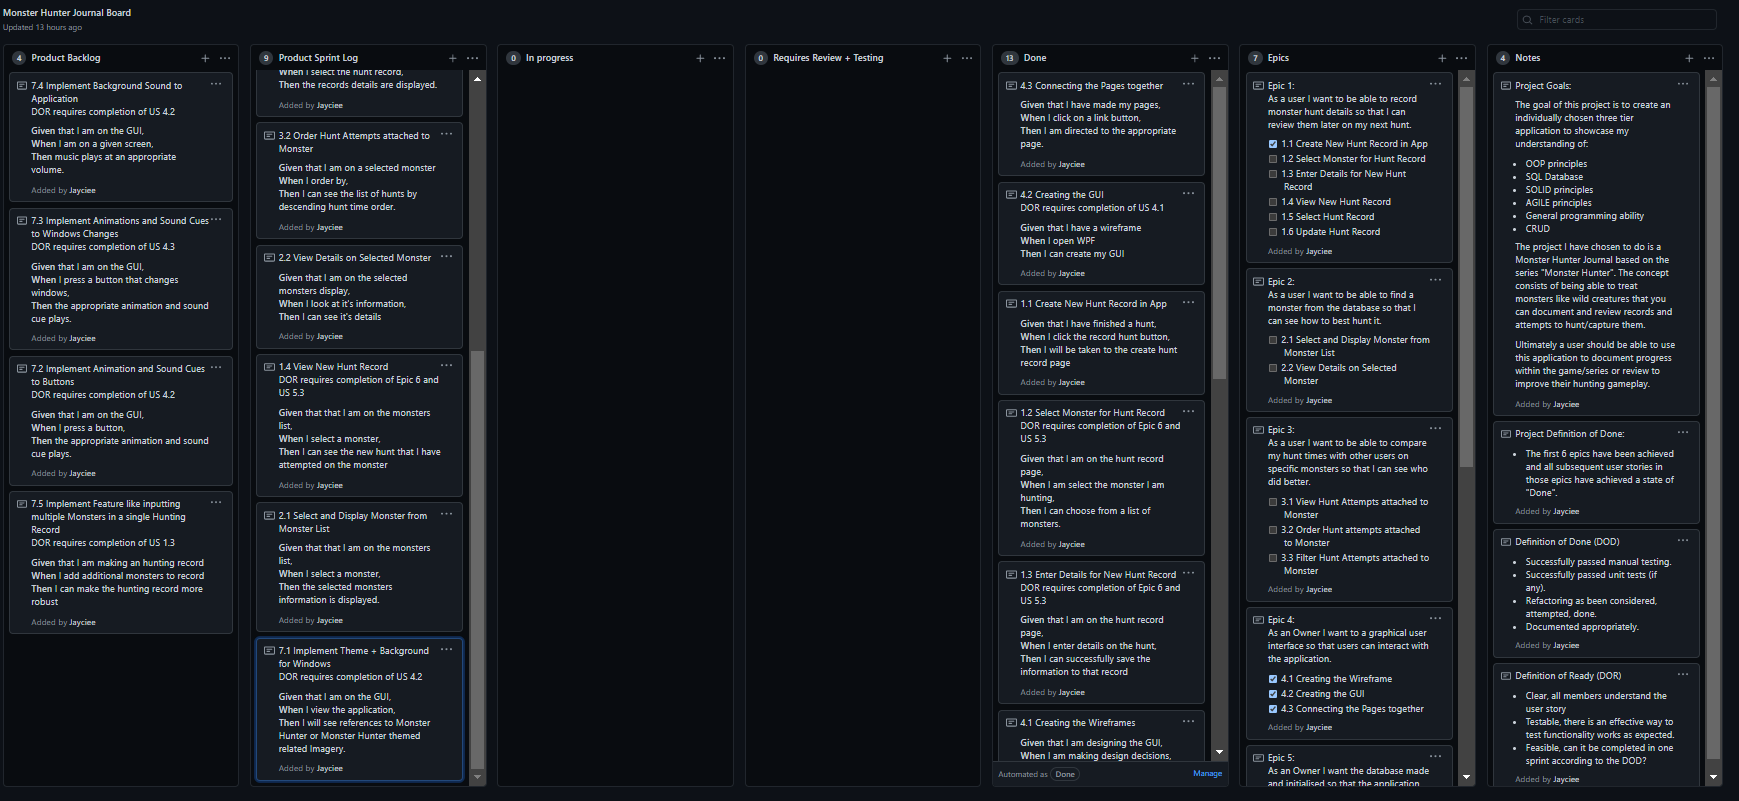 Monster Hunter Journal Board
Updated 13 hours ago
Filter cards
4 Product Backlog
7.4 Implement Background Sound to
Application
DOR requires completion of US 4.2
Given that I am on the GUI,
When I am on a given screen,
Then music plays at an appropriate
volume.
Added by Jayciee
7.3 Implement Animations and Sound Cues
to Windows Changes
DOR requires completion of US 4.3
Given that I am on the GUI,
When I press a button that changes
windows,
Then the appropriate animation and sound
cue plays.
Added by Jayciee
7.2 Implement Animation and Sound Cues
to Buttons
DOR requires completion of US 4.2
Given that I am on the GUI,
When I press a button,
Then the appropriate animation and sound
cue plays.
Added by Jayciee
7.5 Implement Feature like inputting
multiple Monsters in a single Hunting
Record
DOR requires completion of US 1.3
Given that I am making an hunting record
When I add additional monsters to record
Then I can make the hunting record more
robust
Added by Jayciee
9 Product Sprint Log
When I select the hunt record,
Then the records details are displayed.
Added by Jayciee
3.2 Order Hunt Attempts attached to
Monster
Given that I am on a selected monster
When I order by,
Then I can see the list of hunts by
descending hunt time order.
Added by Jayciee
2.2 View Details on Selected Monster
Given that I am on the selected
monsters display,
When I look at it's information,
Then I can see it's details
Added by Jayciee
1.4 View New Hunt Record
DOR requires completion of Epic 6 and
US 5.3
Given that that I am on the monsters
list,
When I select a monster,
Then I can see the new hunt that I have
attempted on the monster
Added by Jayciee
2.1 Select and Display Monster from
Monster List
Given that that I am on the monsters
list,
When I select a monster,
Then the selected monsters
information is displayed.
Added by Jayciee
7.1 Implement Theme + Background
for Windows
DOR requires completion of US 4.2
Given that I am on the GUI,
When I view the application,
Then I will see references to Monster
Hunter or Monster Hunter themed
related Imagery.
Added by Jayciee
0 In progress
0 Requires Review + Testing
13 Done
4.3 Connecting the Pages together
Given that I have made my pages,
When I click on a link button,
Then I am directed to the appropriate
page.
Added by Jayciee
4.2 Creating the GUI
DOR requires completion of US 4.1
Given that I have a wireframe
When I open WPF
Then I can create my GUI
Added by Jayciee
1.1 Create New Hunt Record in App
Given that I have finished a hunt,
When I click the record hunt button,
Then I will be taken to the create hunt
record page
Added by Jayciee
1.2 Select Monster for Hunt Record
DOR requires completion of Epic 6 and
US 5.3
Given that I am on the hunt record
page,
When I am select the monster I am
hunting,
Then I can choose from a list of
monsters.
Added by Jayciee
1.3 Enter Details for New Hunt Record
DOR requires completion of Epic 6 and
US 5.3
Given that I am on the hunt record
page,
When I enter details on the hunt,
Then I can successfully save the
information to that record
Added by Jayciee
4.1 Creating the Wireframes
Given that I am designing the GUI,
When I am making design decisions,
Automated as Done
Manage
7 Epics
Epic 1:
As a user I want to be able to record
monster hunt details so that I can
review them later on my next hunt.
1.1 Create New Hunt Record in App
1.2 Select Monster for Hunt Record
1.3 Enter Details for New Hunt
Record
1.4 View New Hunt Record
1.5 Select Hunt Record
1.6 Update Hunt Record
Added by Jayciee
Epic 2:
As a user I want to be able to find a
monster from the database so that I
can see how to best hunt it.
2.1 Select and Display Monster from
Monster List
2.2 View Details on Selected
Monster
Added by Jayciee
Epic 3:
As a user I want to be able to compare
my hunt times with other users on
specific monsters so that I can see who
did better.
3.1 View Hunt Attempts attached to
Monster
3.2 Order Hunt attempts attached
to Monster
3.3 Filter Hunt Attempts attached to
Monster
Added by Jayciee
Epic 4:
As an Owner I want to a graphical user
interface so that users can interact with
the application.
4.1 Creating the Wireframe
4.2 Creating the GUI
4.3 Connecting the Pages together
Added by Jayciee
Epic 5:
As an Owner I want the database made
and initialised so that the application
4 Notes
Project Goals:
The goal of this project is to create an
individually chosen three tier
application to showcase my
understanding of:
• OOP principles
• SQL Database
• SOLID principles
• AGILE principles
• General programming ability
• CRUD
The project I have chosen to do is a
Monster Hunter Journal based on the
series "Monster Hunter". The concept
consists of being able to treat
monsters like wild creatures that you
can document and review records and
attempts to hunt/capture them.
Ultimately a user should be able to use
this application to document progress
within the game/series or review to
improve their hunting gameplay.
Added by Jayciee
Project Definition of Done:
• The first 6 epics have been achieved
and all subsequent user stories in
those epics have achieved a state of
"Done".
Added by Jayciee
Definition of Done (DOD)
• Successfully passed manual testing.
• Successfully passed unit tests (if
any).
• Refactoring as been considered,
attempted, done.
• Documented appropriately.
Added by Jayciee
Definition of Ready (DOR)
• Clear, all members understand the
user story
• Testable, there is an effective way to
test functionality works as expected.
• Feasible, can it be completed in one
sprint according to the DOD?
Added by Jayciee